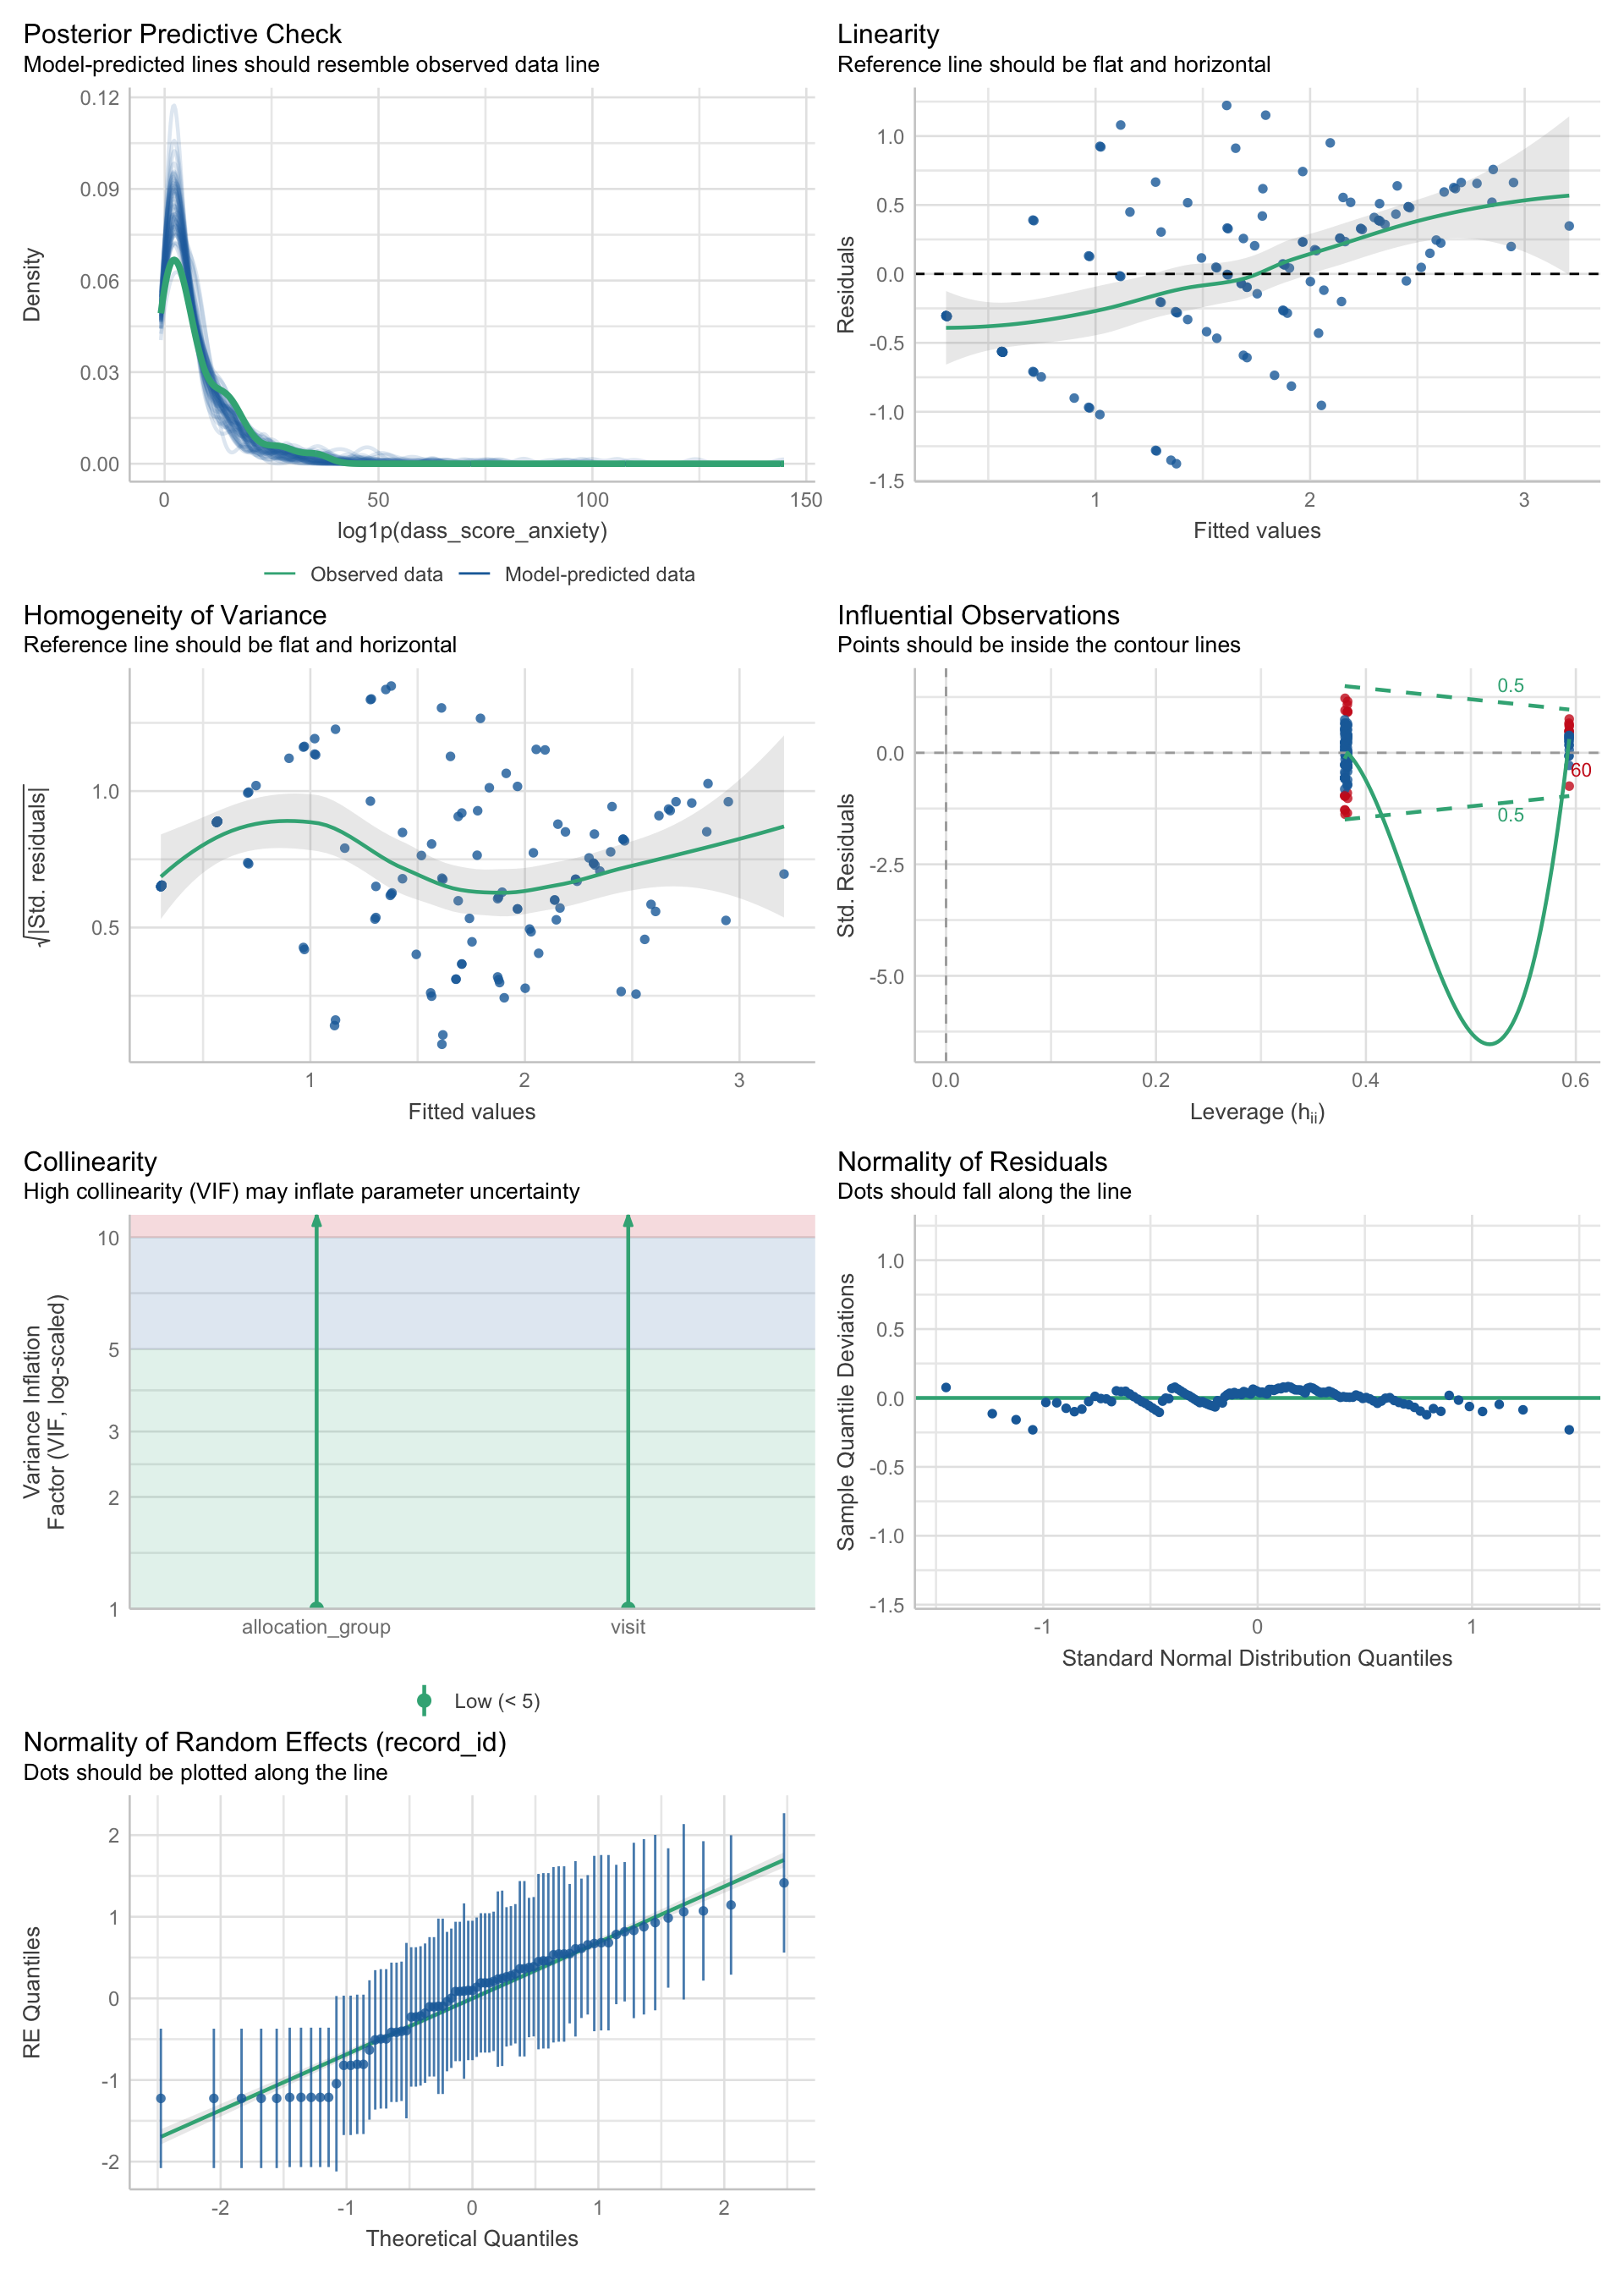 Posterior Predictive Check
Model-predicted lines should resemble observed data line
0.12
0.09
0.06
0.03
0.00
Density
0
50
100
150
log1p(dass_score_anxiety)
Observed data
Model-predicted data
Linearity
Reference line should be flat and horizontal
1.0
0.5
0.0
-0.5
-1.0
-1.5
Residuals
1
2
3
Fitted values
Homogeneity of Variance
Reference line should be flat and horizontal
1.0
0.5
√|Std. residuals|
1
2
3
Fitted values
Influential Observations
Points should be inside the contour lines
0.5
60
0.5
0.0
-2.5
-5.0
Std. Residuals
0.0
0.2
0.4
0.6
Leverage (hii)
Collinearity
High collinearity (VIF) may inflate parameter uncertainty
10
5
3
2
1
Variance Inflation
Factor (VIF, log-scaled)
allocation_group
visit
Low (< 5)
Normality of Residuals
Dots should fall along the line
1.0
0.5
0.0
-0.5
-1.0
-1.5
Sample Quantile Deviations
-1
0
1
Standard Normal Distribution Quantiles
Normality of Random Effects (record_id)
Dots should be plotted along the line
2
1
0
-1
-2
RE Quantiles
-2
-1
0
1
2
Theoretical Quantiles